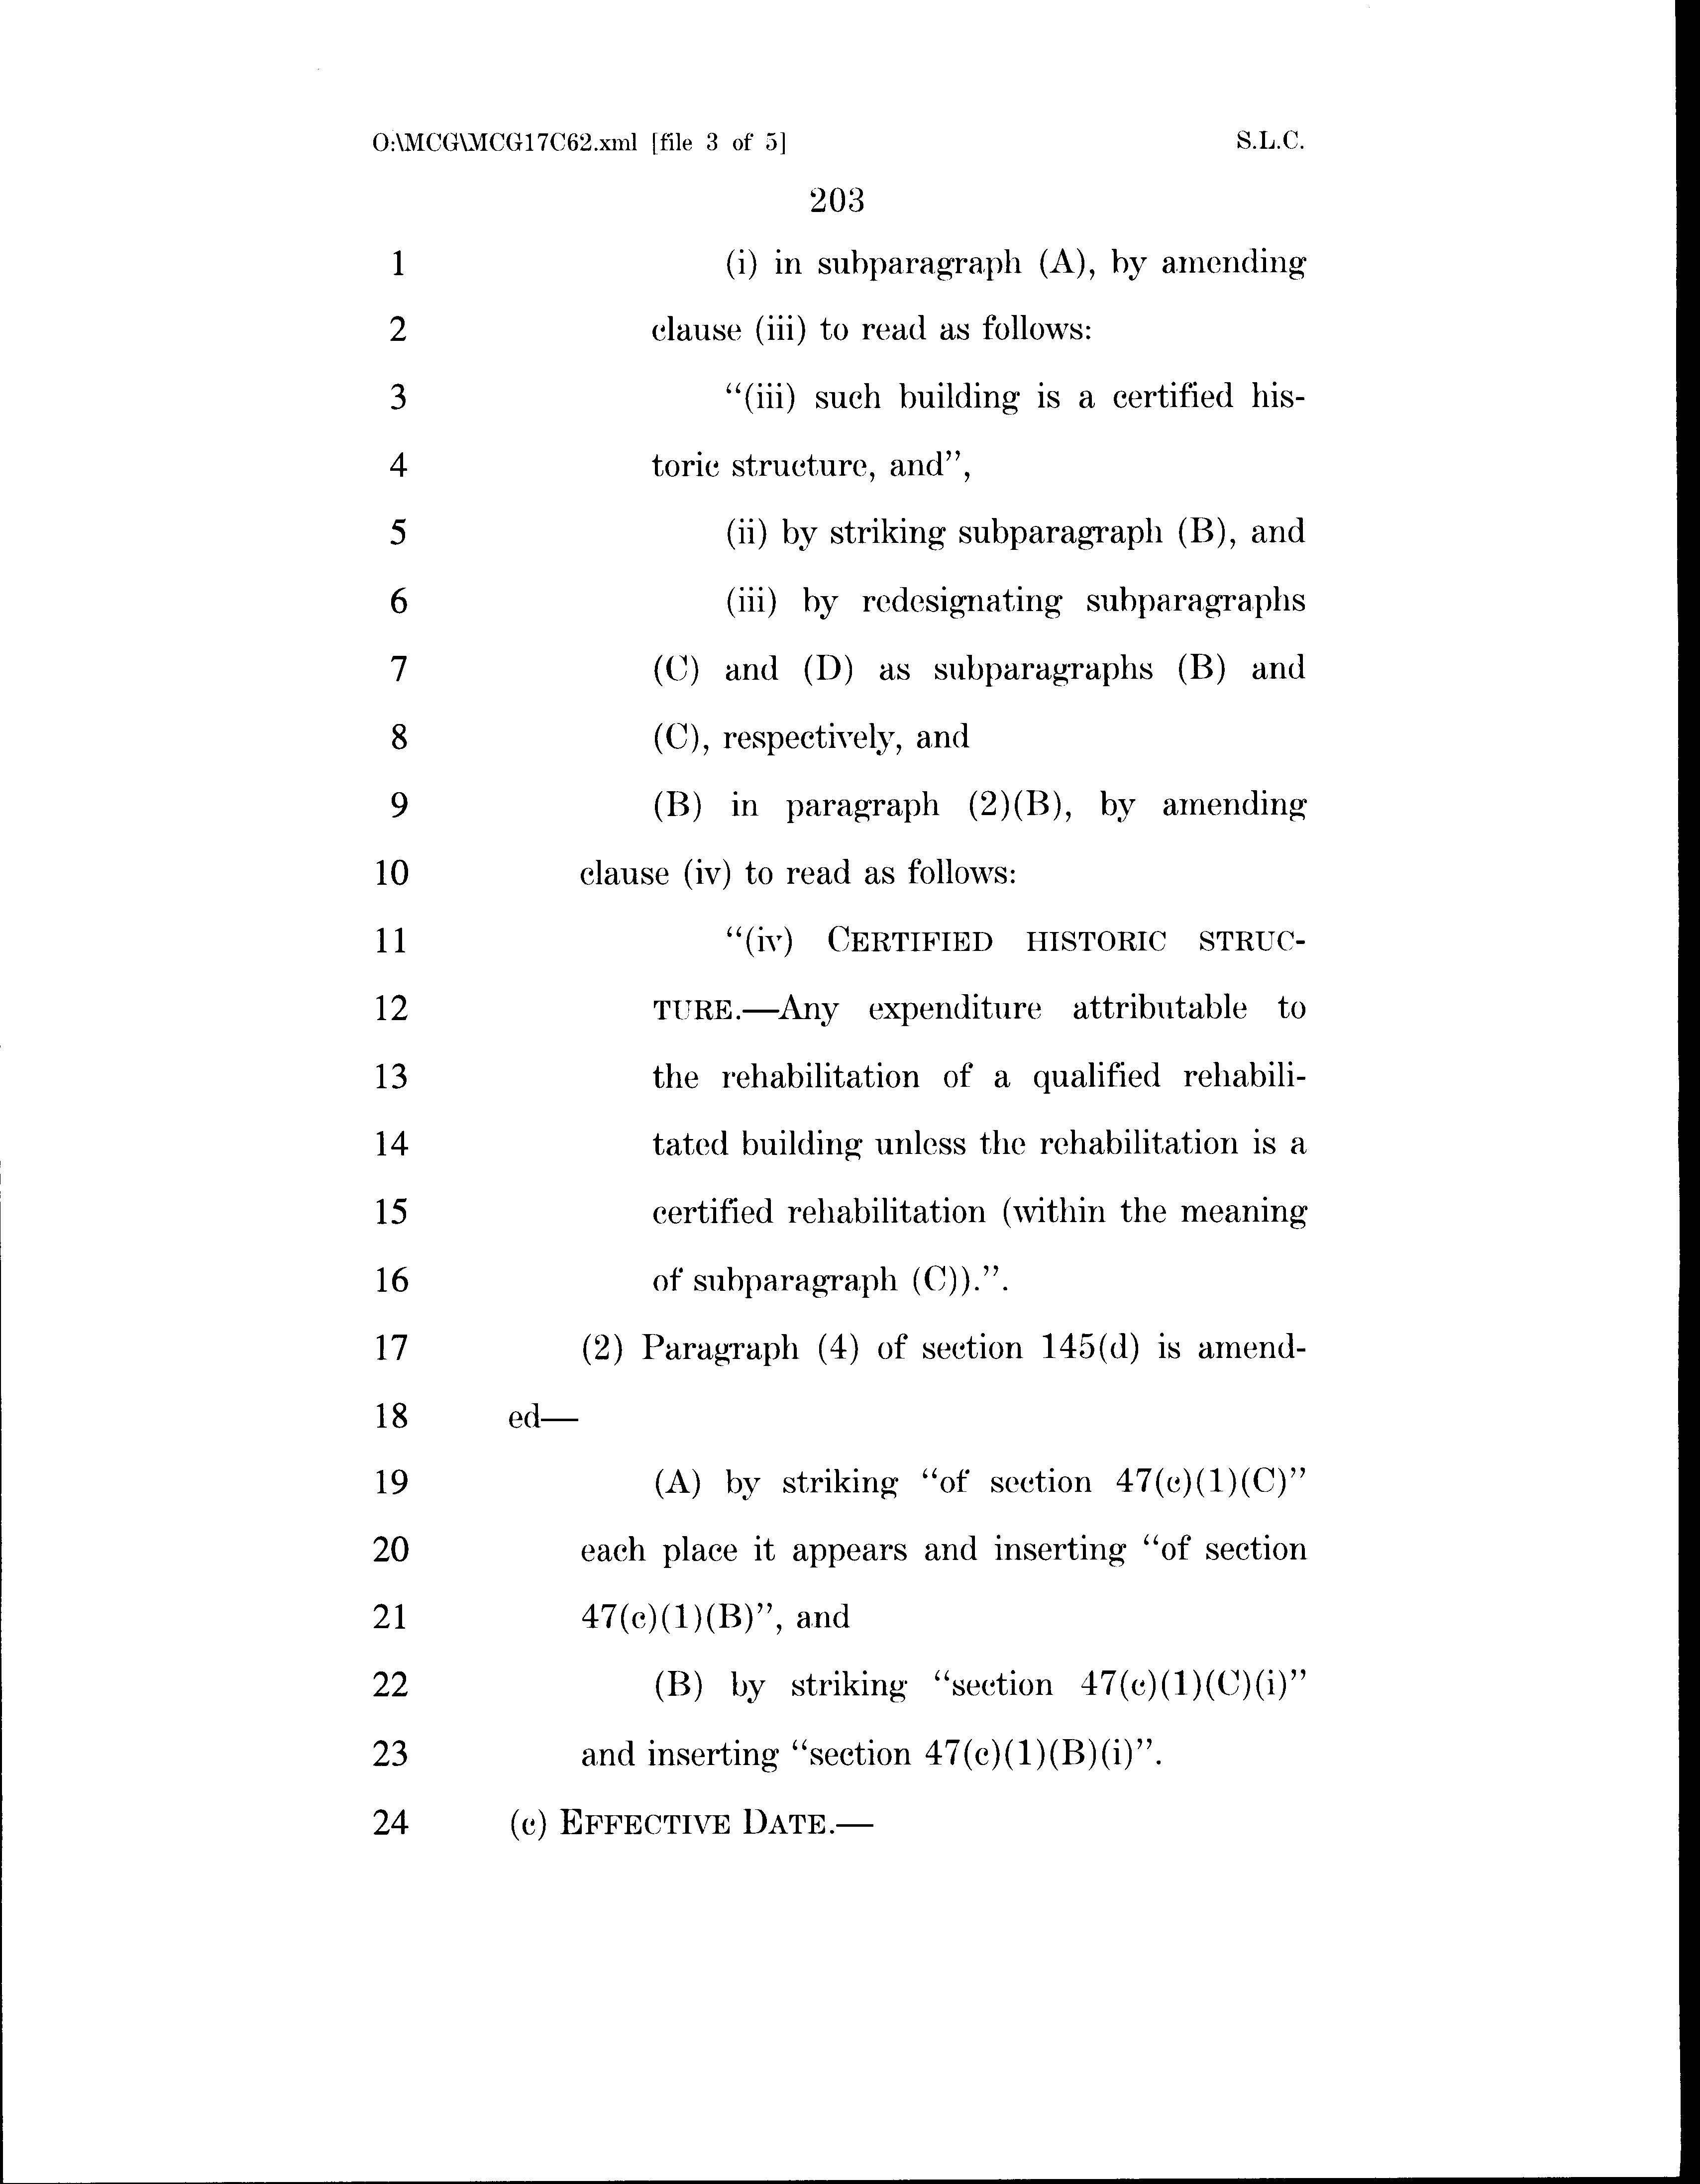 O:\MCG\MCG17C62.xml [file 3 of 5] S.L.C.
203
1 (i) in subparagraph (A), by amending
2 clause (iii) to read as follows:
3 “(iii) such building is a certified his-
4 toric structure, and”,
5 (ii) by striking subparagraph (B), and
6 (iii) by redesignating subparagraphs
7 (C) and (D) as subparagraphs (B) and
8 (C), respectively, and
9 (B) in paragraph (2)(B), by amending
10 clause (iv) to read as follows:
11 “(iv) CERTIFIED HISTORIC STRUC-
12 TURE.—Any expenditure attributable to
13 the rehabilitation of a qualified rehabili-
14 tated building unless the rehabilitation is a
15 certified rehabilitation (within the meaning
16 of subparagraph (C)).”.
17 (2) Paragraph (4) of section 145(d) is amend-
18 ed—
19 (A) by striking “of section 47(c)(1)(C)”
20 each place it appears and inserting “of section
21 47(c)(1)(B)”, and
22 (B) by striking “section 47(c)(1)(C)(i)”
23 and inserting “section 47(c)(1)(B)(i)”.
24 (c) EFFECTIVE DATE.—